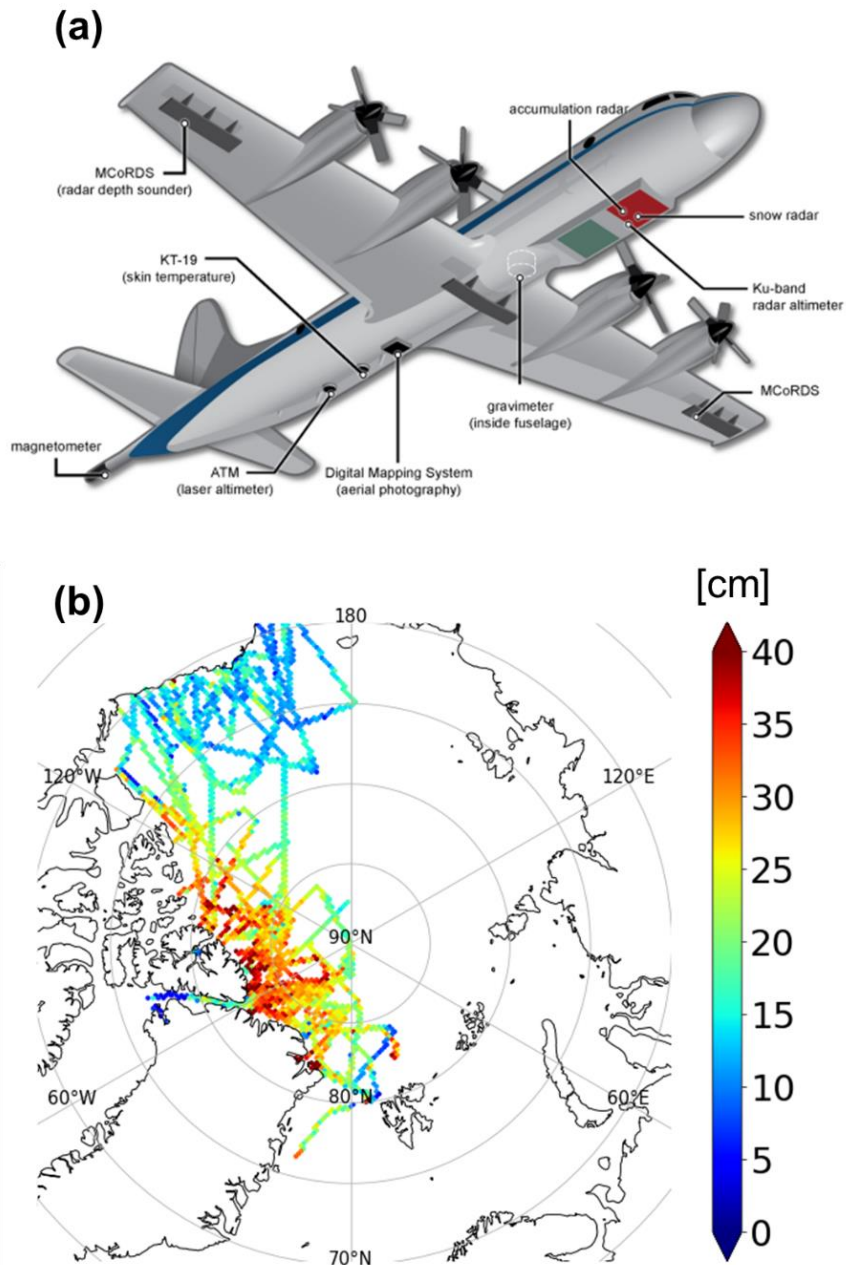 (a)
accumulation radar
MCoRDS
(radar depth sounder)
snow radar
KT-19
(skin temperature)
Ku-band
radar altimeter
MCoRDS
gravimeter
(inside fuselage)
magnetometer
ATM
(laser altimeter)
Digital Mapping System
(aerial photography)
(b)
[cm]
180
40
35
120°W
120°E
30
25
90°N
20
15
10
60°W
80°N
60°E
5
0
70°N